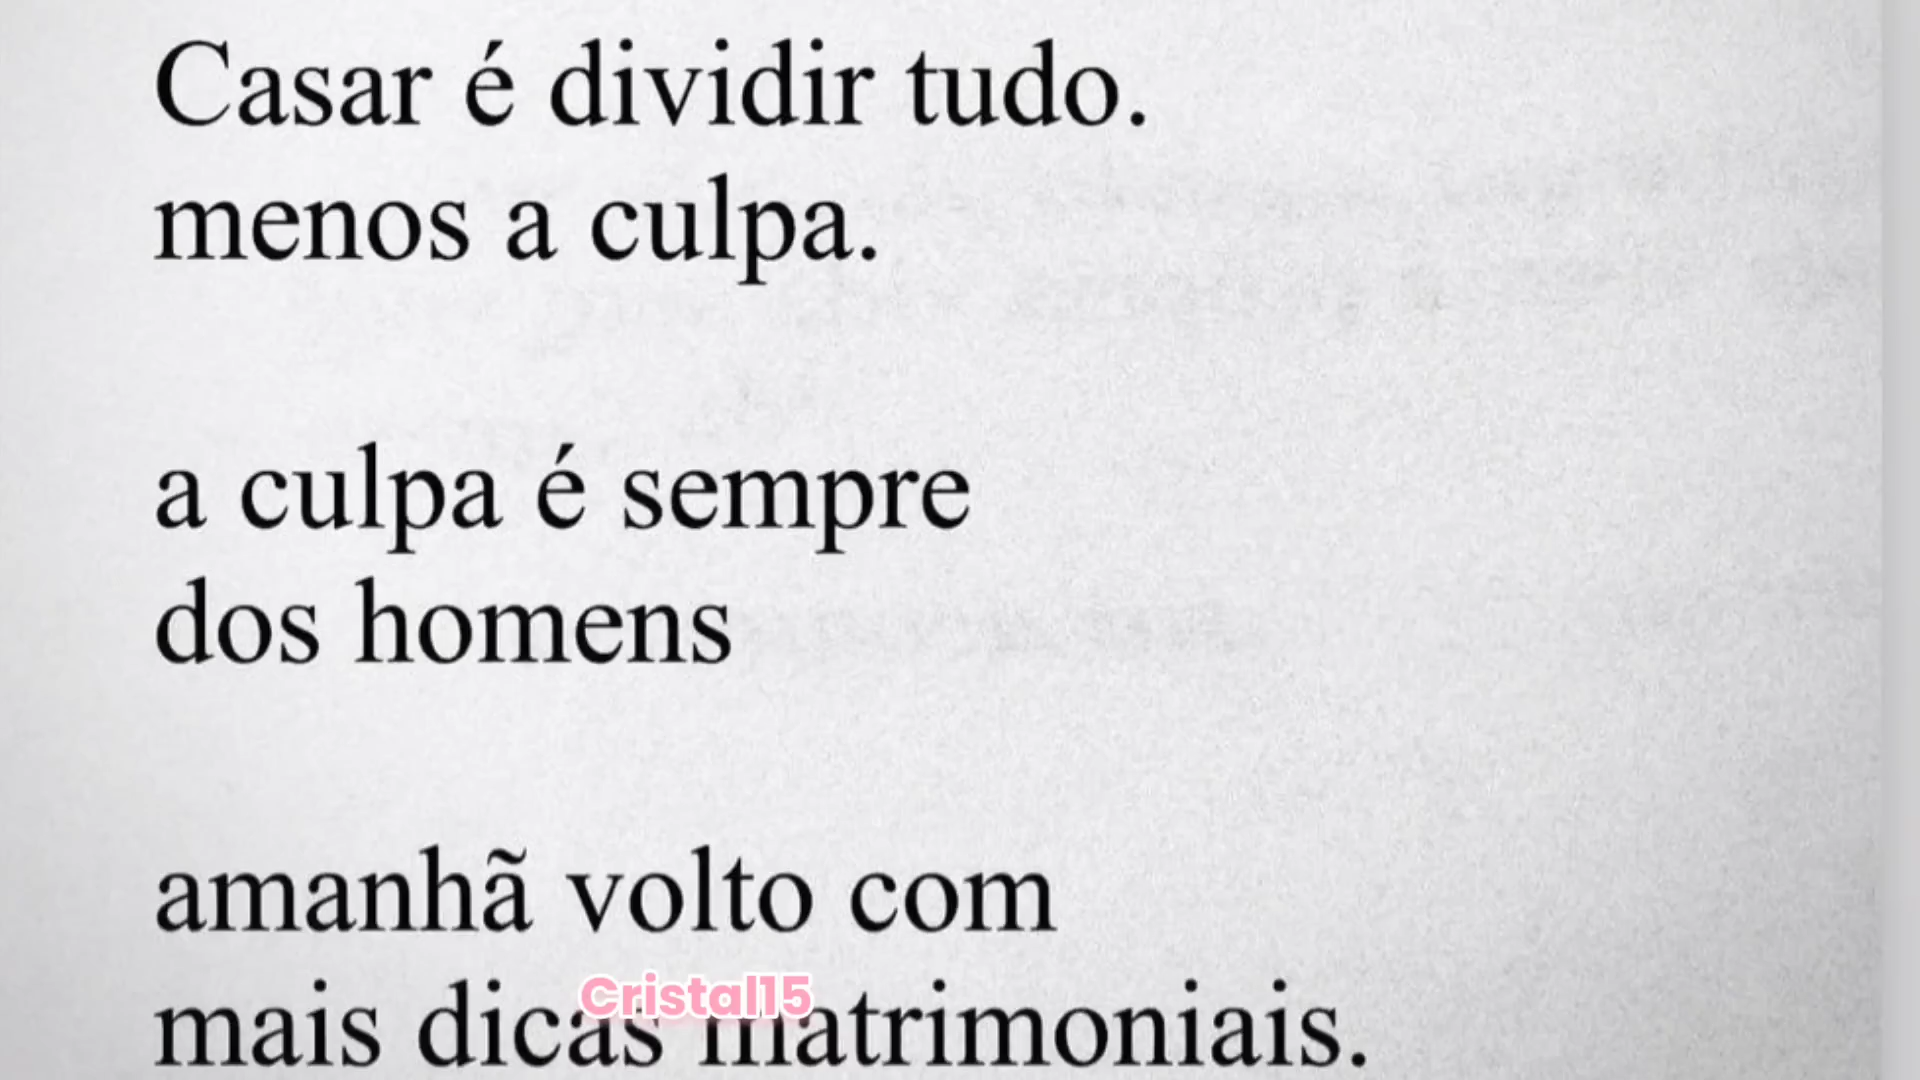 Casar é dividir tudo.
menos a culpa.
a culpa é sempre
dos homens
amanhã volto com
mais dicas matrimoniais.
Cristal15